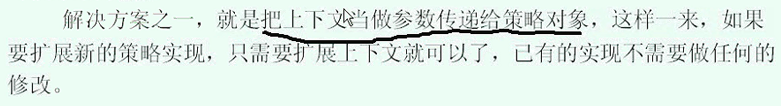 解决方案之一，就是把上下文当做参数传递给策略对象，这样一来，如果
要扩展新的策略实现，只需要扩展上下文就可以了，已有的实现不需要做任何的
修改。